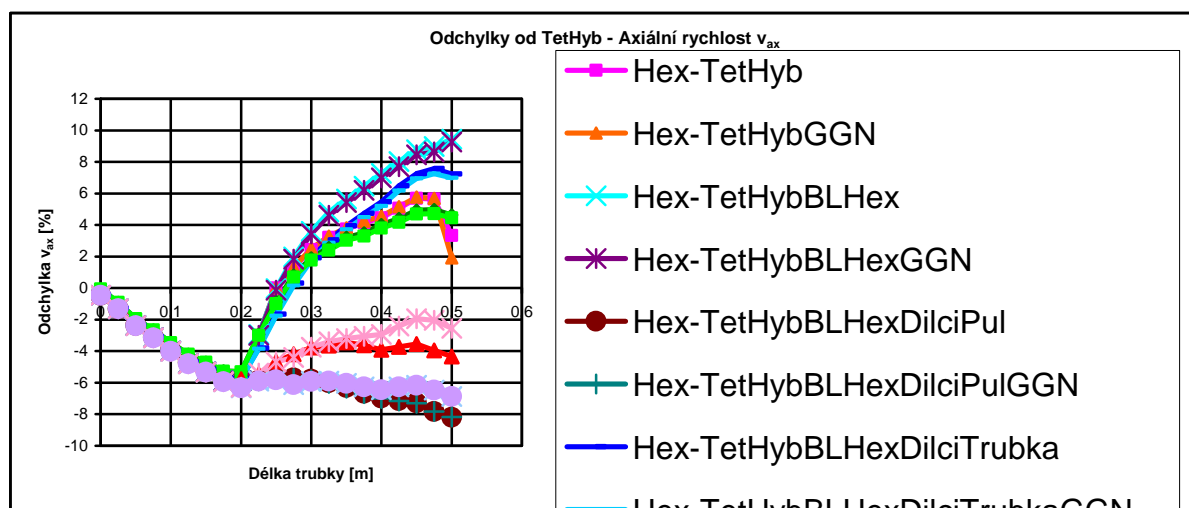 Odchylky od TetHyb - Axiální rychlost vax
Odchylka vax [%]
12
10
8
6
4
2
0
-2
-4
-6
-8
-10
0 0.1 0.2 0.3 0.4 0.5 0.6
Délka trubky [m]
Hex-TetHyb
Hex-TetHybGGN
Hex-TetHybBLHex
Hex-TetHybBLHexGGN
Hex-TetHybBLHexDilciPul
Hex-TetHybBLHexDilciPulGGN
Hex-TetHybBLHexDilciTrubka
Hex-TetHybBLHexDilciTrubkaGGN